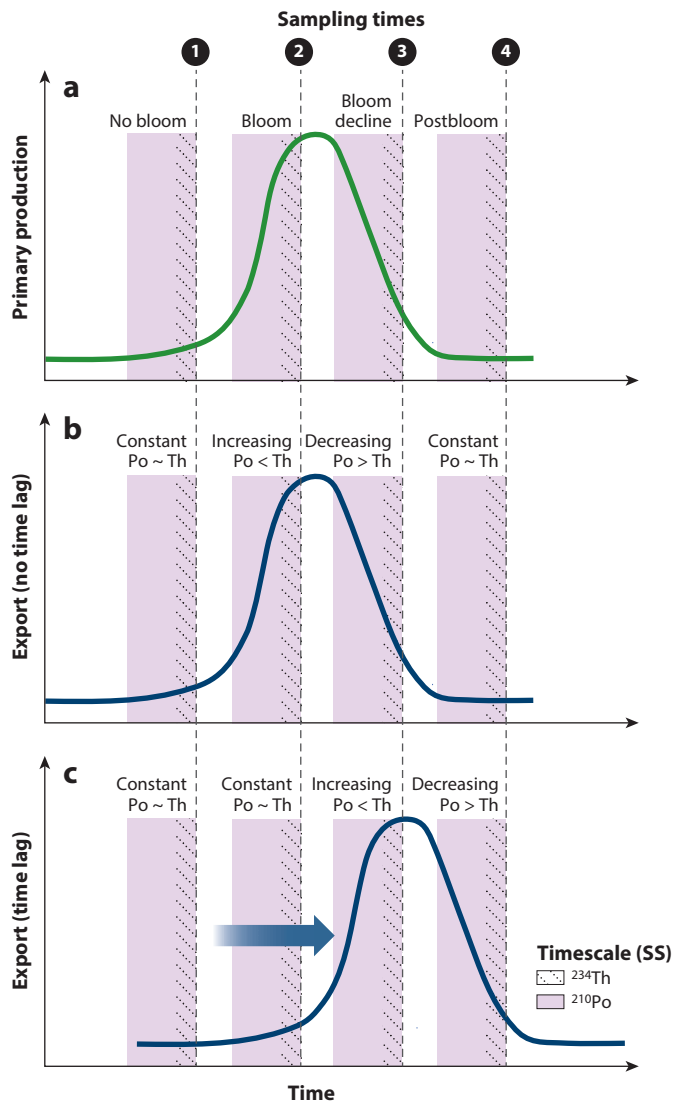 Sampling times
1 2 3 4
a
No bloom
Bloom
Bloom
decline
Postbloom
Primary production
b
Constant
Po ~ Th
Increasing
Po < Th
Decreasing
Po > Th
Constant
Po ~ Th
Export (no time lag)
c
Constant
Po ~ Th
Constant
Po ~ Th
Increasing
Po < Th
Decreasing
Po > Th
Export (time lag)
Timescale (SS)
²³⁴Th
²¹⁰Po
Time